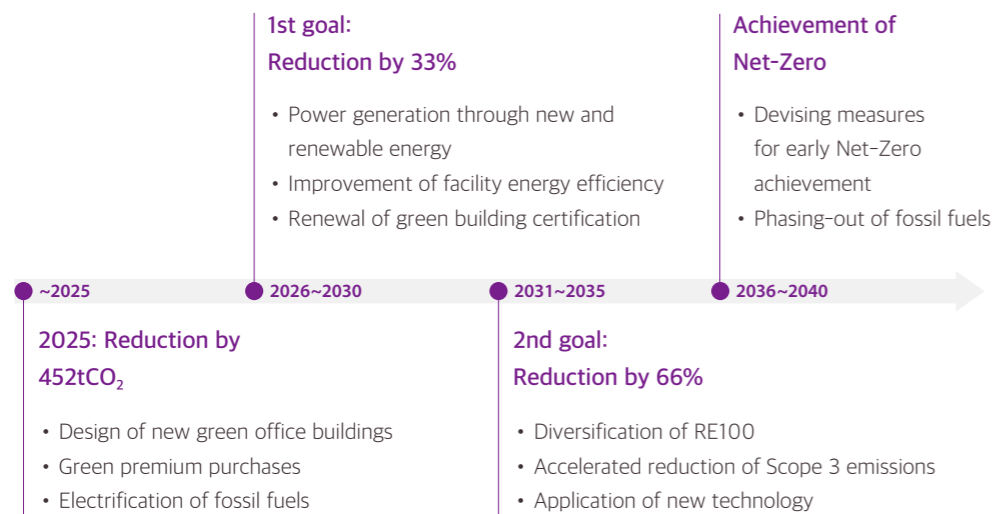 1st goal:
Reduction by 33%
• Power generation through new and
renewable energy
• Improvement of facility energy efficiency
• Renewal of green building certification
Achievement of
Net-Zero
• Devising measures
for early Net-Zero
achievement
• Phasing-out of fossil fuels
~2025
2026~2030
2031~2035
2036~2040
2025: Reduction by
452tCO₂
• Design of new green office buildings
• Green premium purchases
• Electrification of fossil fuels
2nd goal:
Reduction by 66%
• Diversification of RE100
• Accelerated reduction of Scope 3 emissions
• Application of new technology